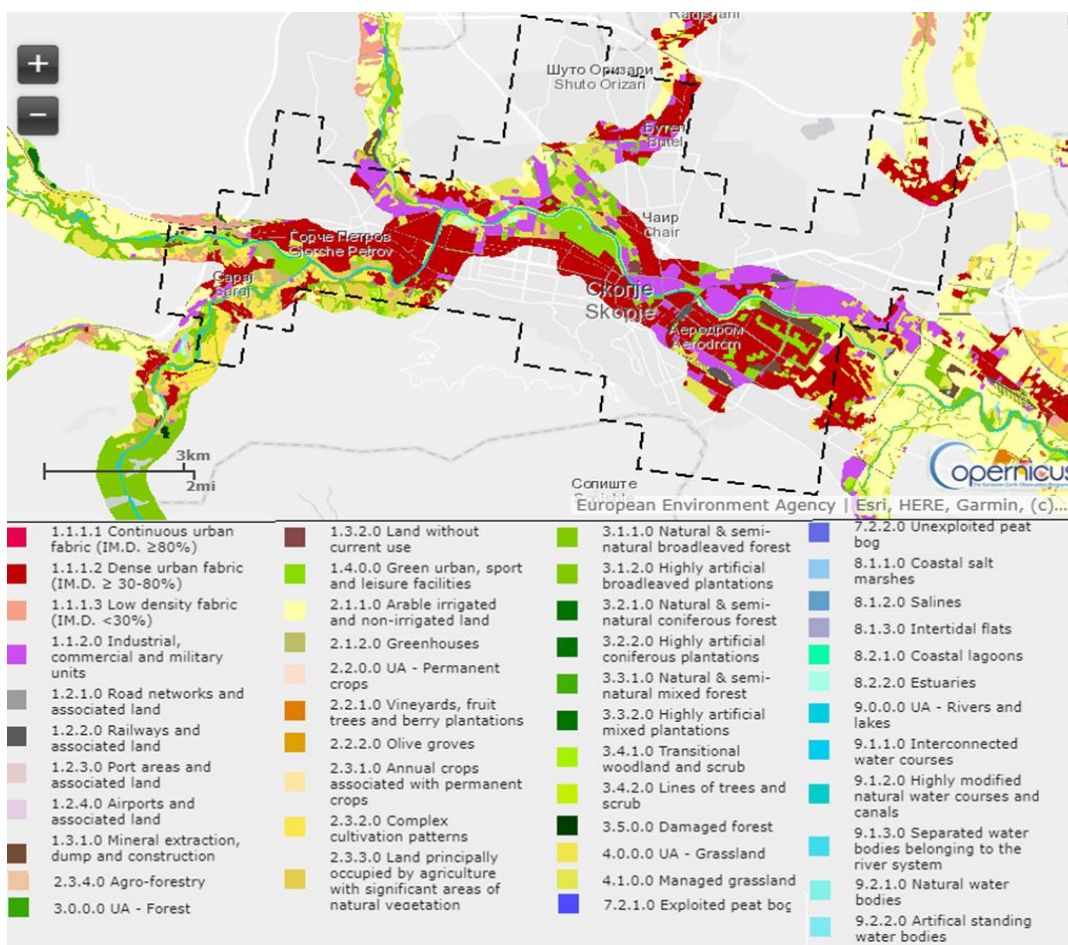 +
−
Radishani
Шуто Оризари
Shuto Orizari
Бутел
Butel
Чаир
Chair
Ѓорче Петров
Gjorche Petrov
Сарај
Saraj
Скопје
Skopje
Аеродром
Aerodrom
3km
2mi
Сопиште
Copernicus
European Environment Agency | Esri, HERE, Garmin, (c)...
1.1.1.1 Continuous urban
fabric (IM.D. ≥80%)
1.1.1.2 Dense urban fabric
(IM.D. ≥ 30-80%)
1.1.1.3 Low density fabric
(IM.D. <30%)
1.1.2.0 Industrial,
commercial and military
units
1.2.1.0 Road networks and
associated land
1.2.2.0 Railways and
associated land
1.2.3.0 Port areas and
associated land
1.2.4.0 Airports and
associated land
1.3.1.0 Mineral extraction,
dump and construction
2.3.4.0 Agro-forestry
3.0.0.0 UA - Forest
1.3.2.0 Land without
current use
1.4.0.0 Green urban, sport
and leisure facilities
2.1.1.0 Arable irrigated
and non-irrigated land
2.1.2.0 Greenhouses
2.2.0.0 UA - Permanent
crops
2.2.1.0 Vineyards, fruit
trees and berry plantations
2.2.2.0 Olive groves
2.3.1.0 Annual crops
associated with permanent
crops
2.3.2.0 Complex
cultivation patterns
2.3.3.0 Land principally
occupied by agriculture
with significant areas of
natural vegetation
3.1.1.0 Natural & semi-
natural broadleaved forest
3.1.2.0 Highly artificial
broadleaved plantations
3.2.1.0 Natural & semi-
natural coniferous forest
3.2.2.0 Highly artificial
coniferous plantations
3.3.1.0 Natural & semi-
natural mixed forest
3.3.2.0 Highly artificial
mixed plantations
3.4.1.0 Transitional
woodland and scrub
3.4.2.0 Lines of trees and
scrub
3.5.0.0 Damaged forest
4.0.0.0 UA - Grassland
4.1.0.0 Managed grassland
7.2.1.0 Exploited peat bog
7.2.2.0 Unexploited peat
bog
8.1.1.0 Coastal salt
marshes
8.1.2.0 Salines
8.1.3.0 Intertidal flats
8.2.1.0 Coastal lagoons
8.2.2.0 Estuaries
9.0.0.0 UA - Rivers and
lakes
9.1.1.0 Interconnected
water courses
9.1.2.0 Highly modified
natural water courses and
canals
9.1.3.0 Separated water
bodies belonging to the
river system
9.2.1.0 Natural water
bodies
9.2.2.0 Artifical standing
water bodies